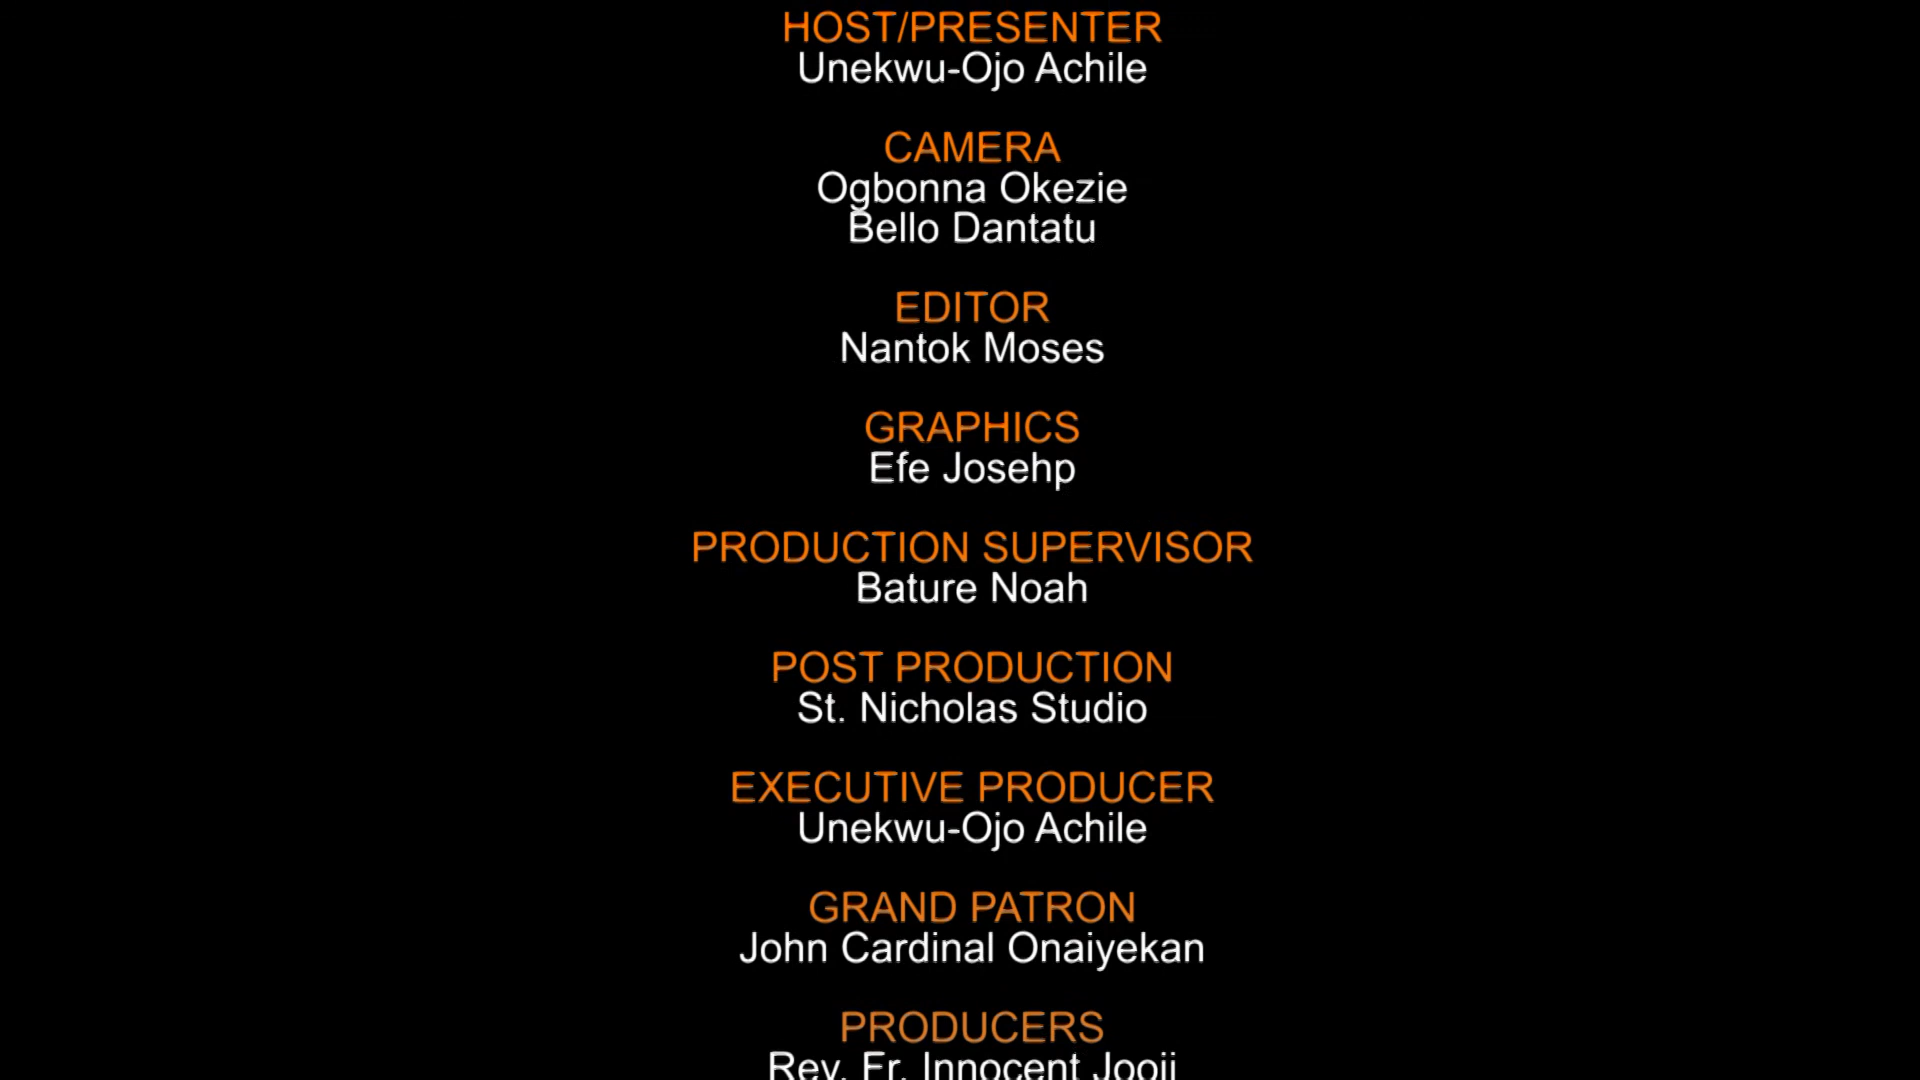 HOST/PRESENTER
Unekwu-Ojo Achile
CAMERA
Ogbonna Okezie
Bello Dantatu
EDITOR
Nantok Moses
GRAPHICS
Efe Josehp
PRODUCTION SUPERVISOR
Bature Noah
POST PRODUCTION
St. Nicholas Studio
EXECUTIVE PRODUCER
Unekwu-Ojo Achile
GRAND PATRON
John Cardinal Onaiyekan
PRODUCERS
Rev. Fr. Innocent